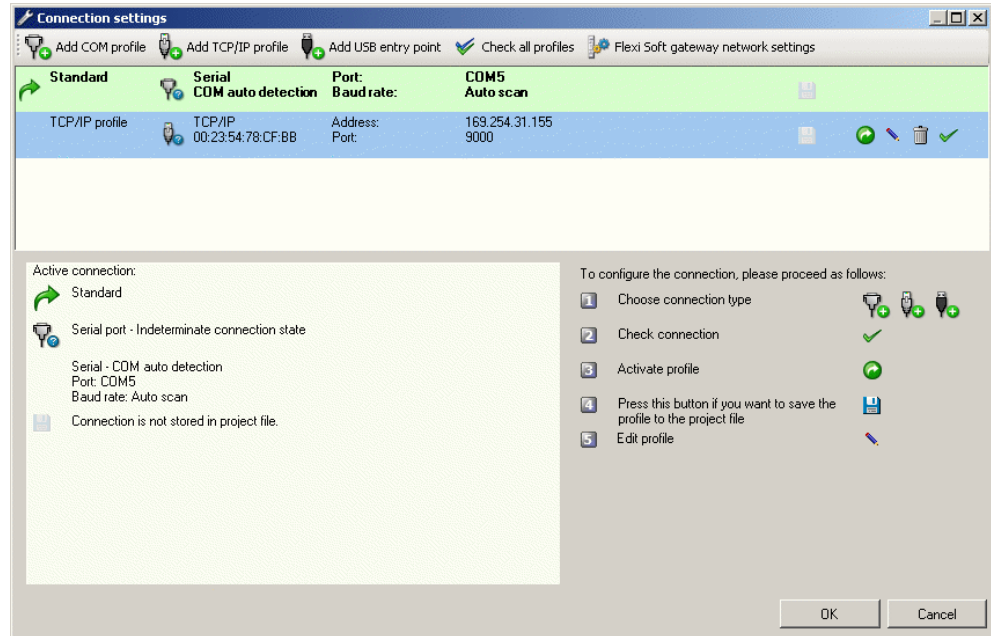 Connection settings
Add COM profile Add TCP/IP profile Add USB entry point Check all profiles Flexi Soft gateway network settings
Standard Serial Port: COM5
COM auto detection Baud rate: Auto scan
TCP/IP profile TCP/IP Address: 169.254.31.155
00:23:54:78:CF:BB Port: 9000
Active connection:
Standard
Serial port - Indeterminate connection state
Serial - COM auto detection
Port: COM5
Baud rate: Auto scan
Connection is not stored in project file.
To configure the connection, please proceed as follows:
1 Choose connection type
2 Check connection
3 Activate profile
4 Press this button if you want to save the
profile to the project file
5 Edit profile
OK Cancel